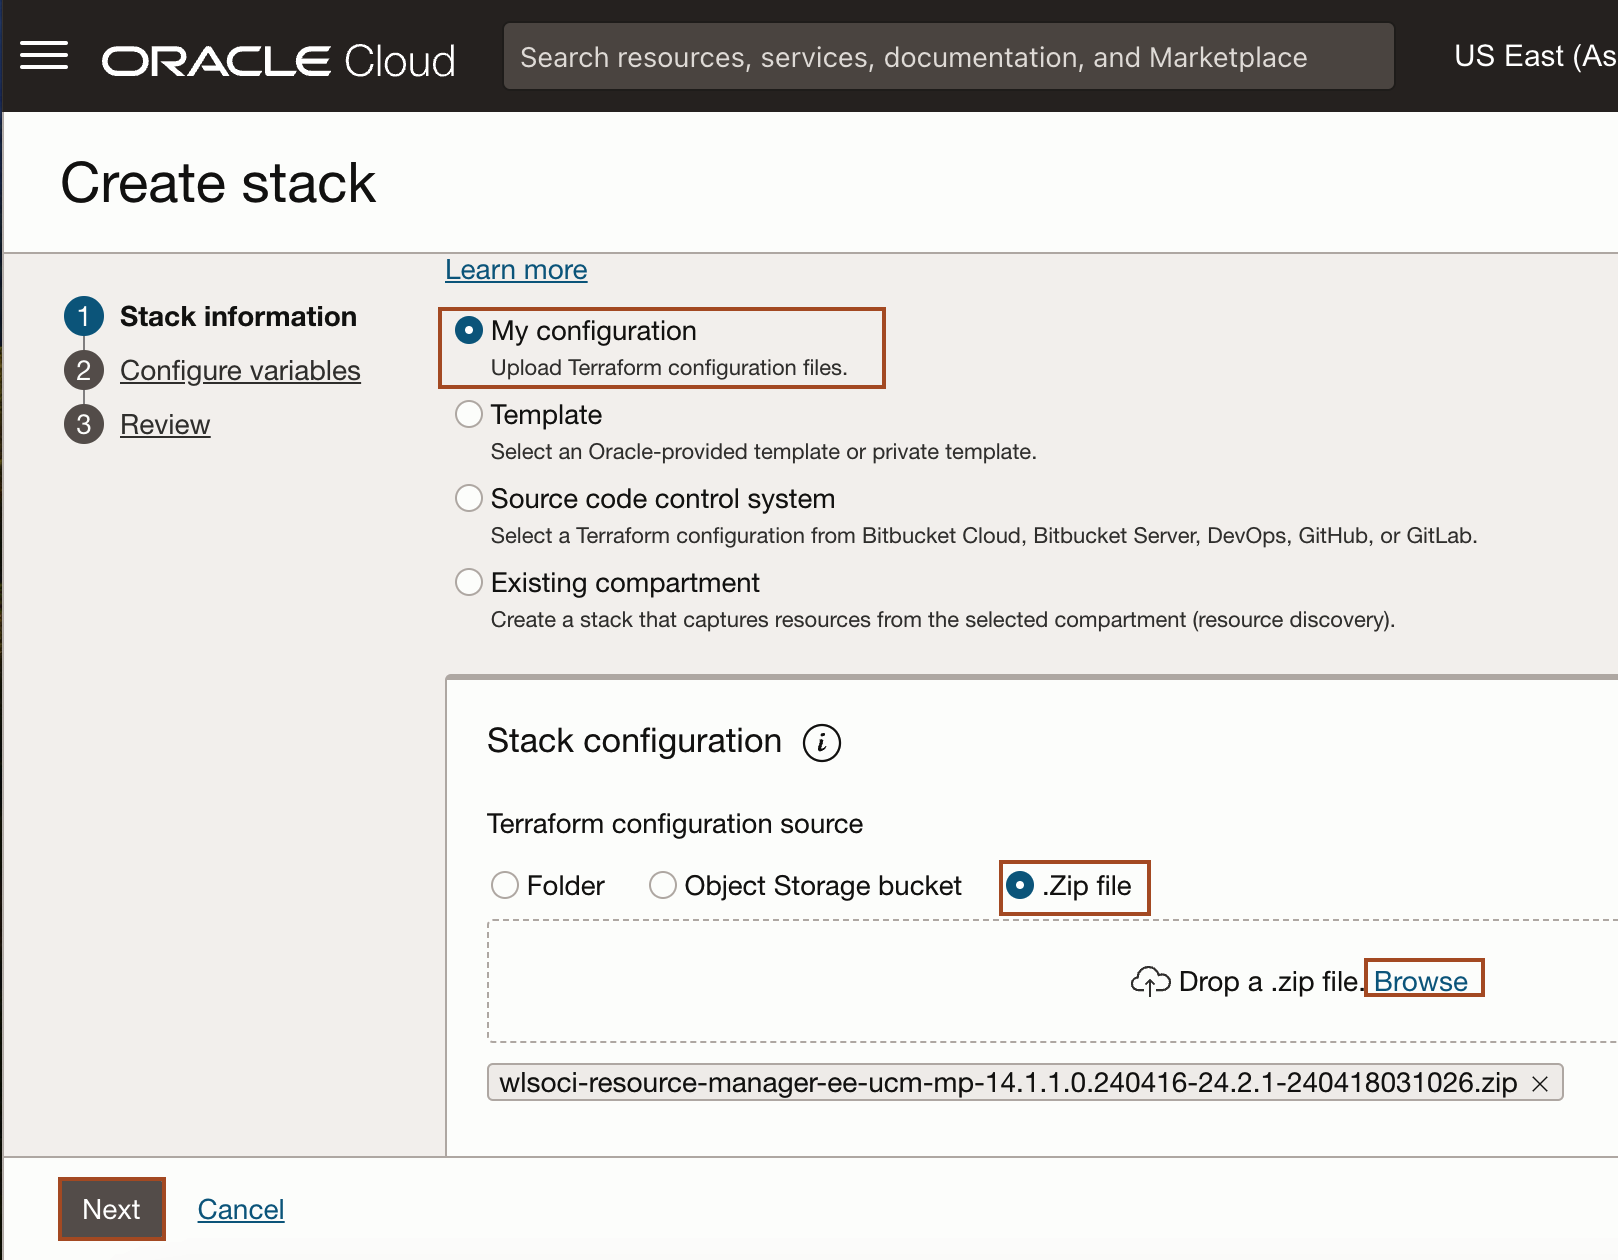 ORACLE Cloud
Search resources, services, documentation, and Marketplace
US East (As
Create stack
1 Stack information
2 Configure variables
3 Review
Learn more
My configuration
Upload Terraform configuration files.
Template
Select an Oracle-provided template or private template.
Source code control system
Select a Terraform configuration from Bitbucket Cloud, Bitbucket Server, DevOps, GitHub, or GitLab.
Existing compartment
Create a stack that captures resources from the selected compartment (resource discovery).
Stack configuration i
Terraform configuration source
Folder Object Storage bucket .Zip file
Drop a .zip file. Browse
wlsoci-resource-manager-ee-ucm-mp-14.1.1.0.240416-24.2.1-240418031026.zip ×
Next Cancel